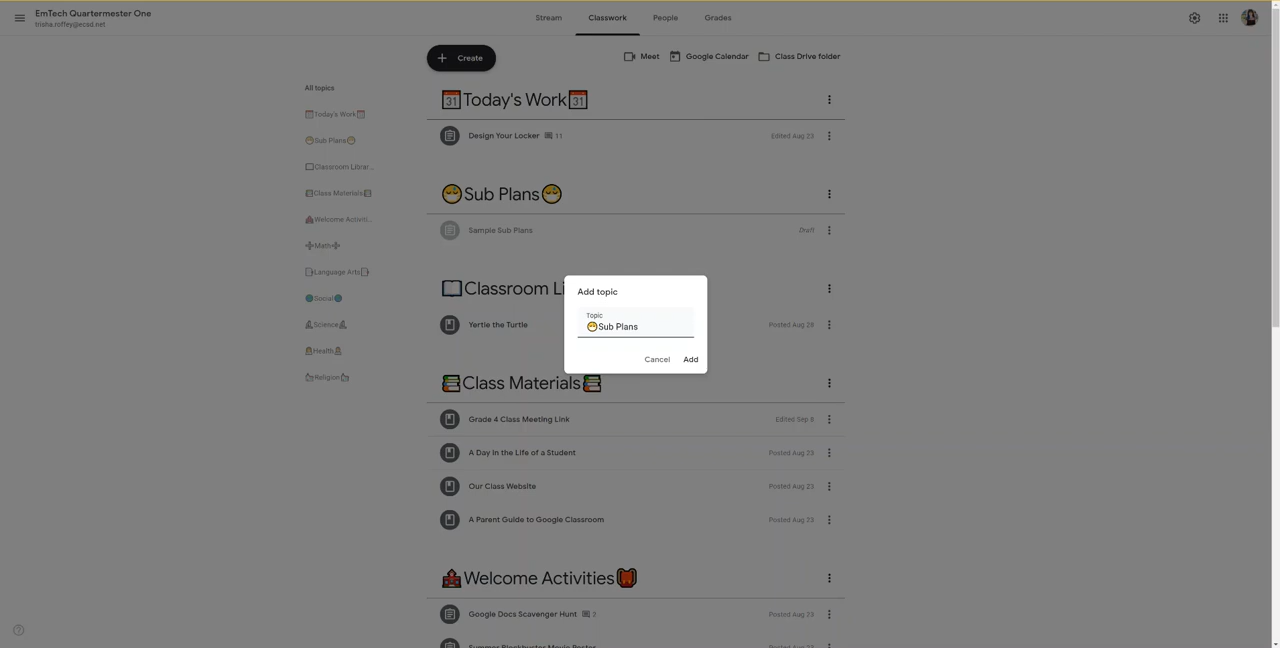 EmTech Quartermester One
trisha.roffey@ecsd.net
Stream
Classwork
People
Grades
Create
Meet
Google Calendar
Class Drive folder
All topics
📅Today's Work📅
😷Sub Plans😷
Classroom Librar...
📚Class Materials📚
🏫Welcome Activiti...
➗Math➗
Language Arts
🌐Social🌐
🔬Science🔬
Health
Religion
📅Today's Work📅
Design Your Locker 11
Edited Aug 23
😷Sub Plans😷
Sample Sub Plans
Draft
📖Classroom Li
Yertle the Turtle
Posted Aug 29
📚Class Materials📚
Grade 4 Class Meeting Link
Edited Sep 8
A Day in the Life of a Student
Posted Aug 23
Our Class Website
Posted Aug 23
A Parent Guide to Google Classroom
Posted Aug 23
🏫Welcome Activities🎒
Google Docs Scavenger Hunt 2
Posted Aug 23
Add topic
Topic
😷Sub Plans
Cancel
Add